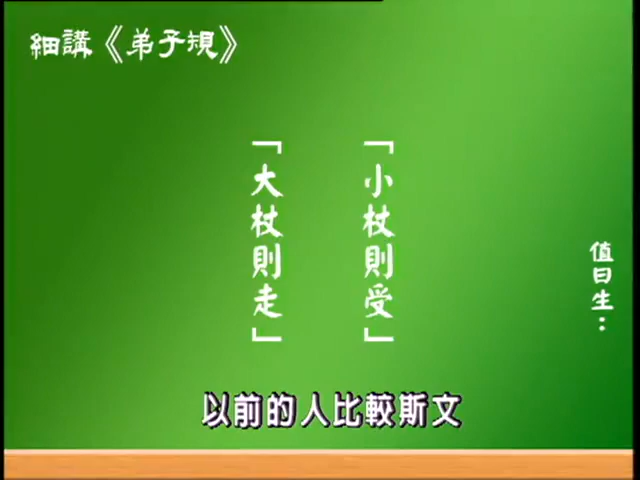 細講《弟子規》
「小杖則受」
「大杖則走」
值日生：
以前的人比較斯文